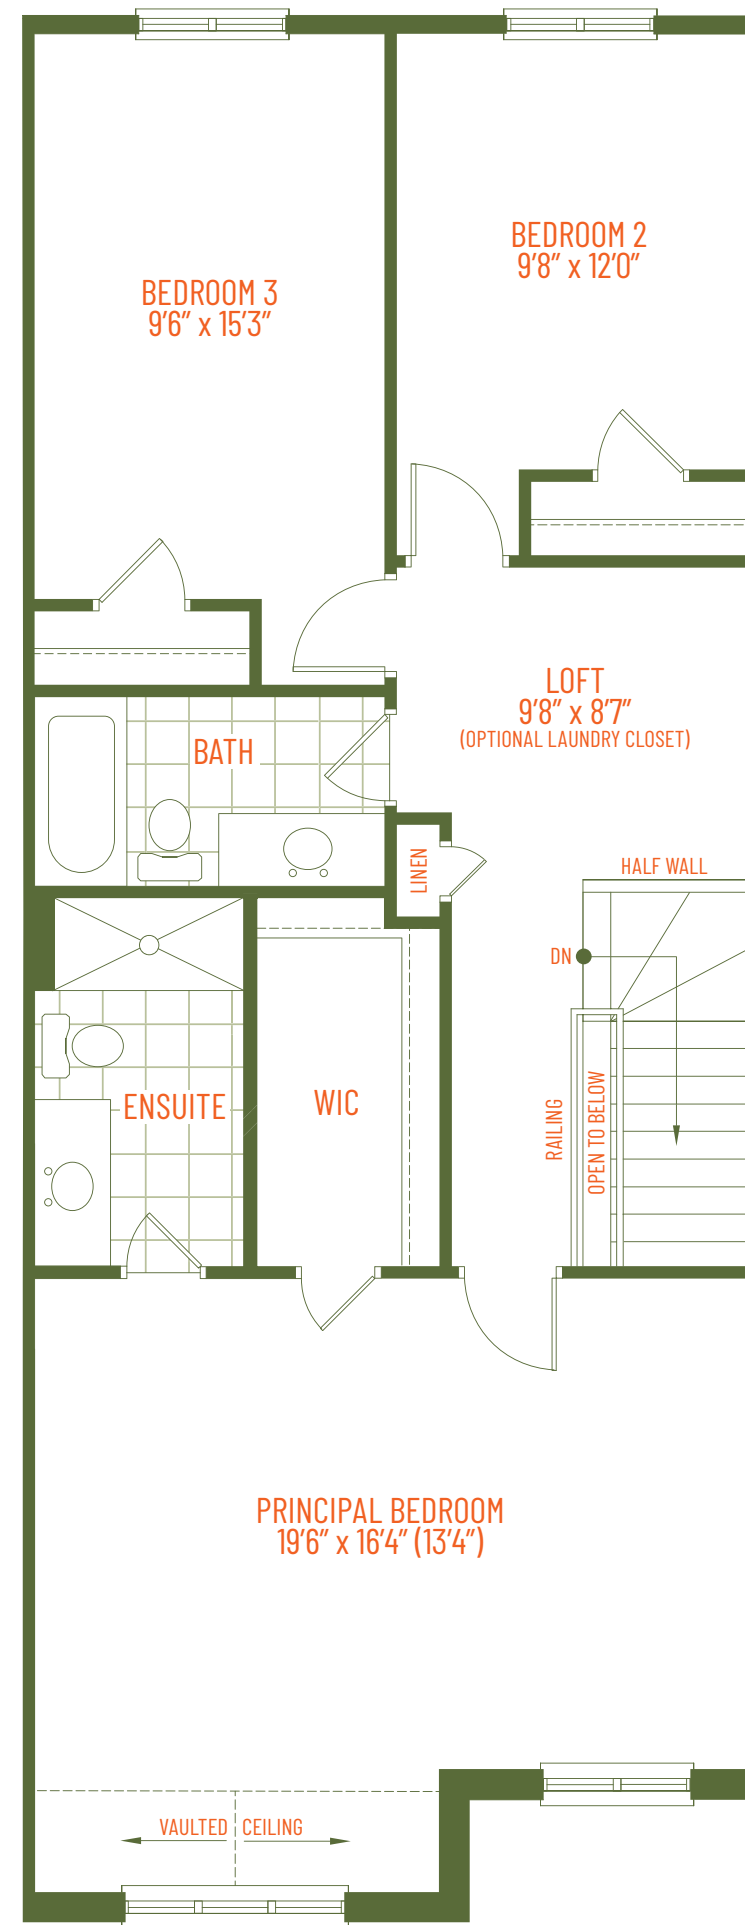 BEDROOM 2
9'8" x 12'0"
BEDROOM 3
9'6" x 15'3"
LOFT
9'8" x 8'7"
(OPTIONAL LAUNDRY CLOSET)
BATH
LINEN
HALF WALL
DN
ENSUITE
WIC
RAILING
OPEN TO BELOW
PRINCIPAL BEDROOM
19'6" x 16'4" (13'4")
VAULTED CEILING